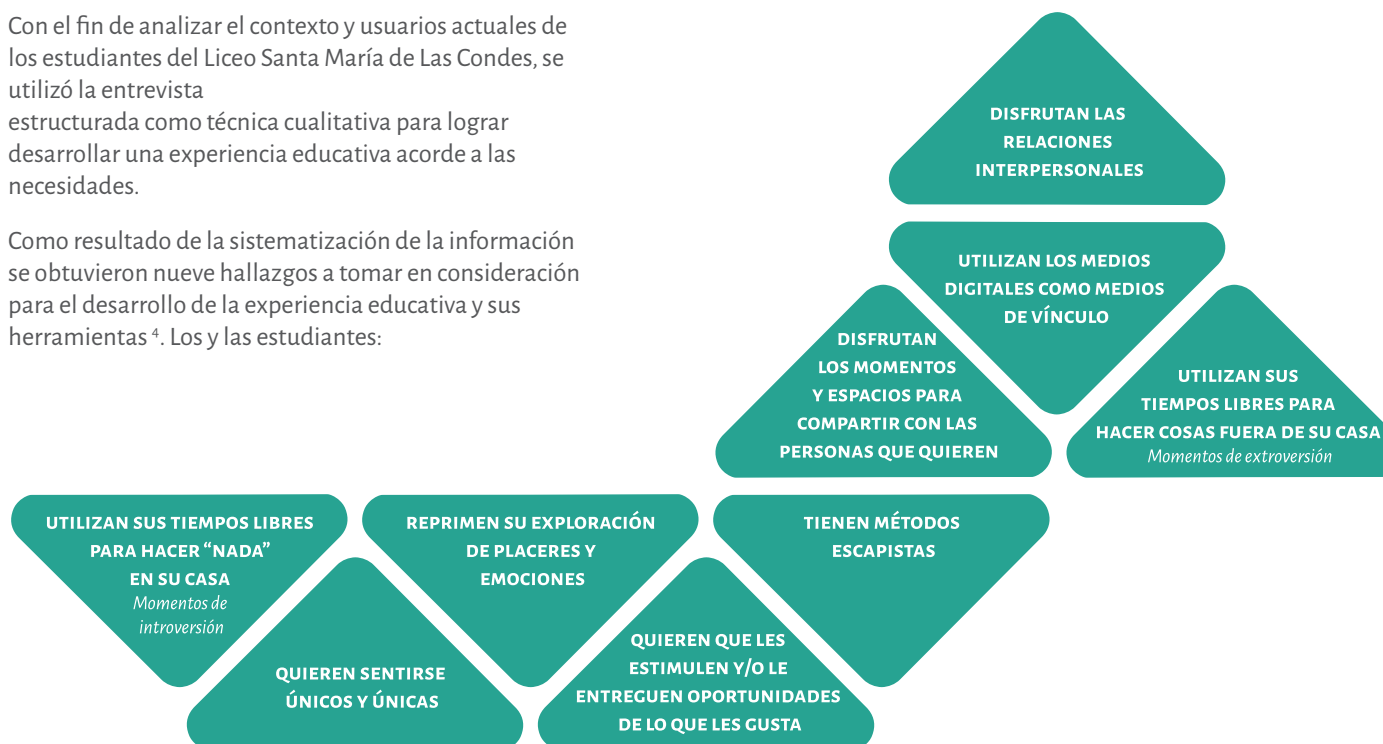 Con el fin de analizar el contexto y usuarios actuales de
los estudiantes del Liceo Santa María de Las Condes, se
utilizó la entrevista
estructurada como técnica cualitativa para lograr
desarrollar una experiencia educativa acorde a las
necesidades.
Como resultado de la sistematización de la información
se obtuvieron nueve hallazgos a tomar en consideración
para el desarrollo de la experiencia educativa y sus
herramientas ⁴. Los y las estudiantes:
DISFRUTAN LAS
RELACIONES
INTERPERSONALES
UTILIZAN LOS MEDIOS
DIGITALES COMO MEDIOS
DE VÍNCULO
DISFRUTAN
LOS MOMENTOS
Y ESPACIOS PARA
COMPARTIR CON LAS
PERSONAS QUE QUIEREN
UTILIZAN SUS
TIEMPOS LIBRES PARA
HACER COSAS FUERA DE SU CASA
Momentos de extroversión
UTILIZAN SUS TIEMPOS LIBRES
PARA HACER “NADA”
EN SU CASA
Momentos de
introversión
QUIEREN SENTIRSE
ÚNICOS Y ÚNICAS
REPRIMEN SU EXPLORACIÓN
DE PLACERES Y
EMOCIONES
QUIEREN QUE LES
ESTIMULEN Y/O LE
ENTREGUEN OPORTUNIDADES
DE LO QUE LES GUSTA
TIENEN MÉTODOS
ESCAPISTAS